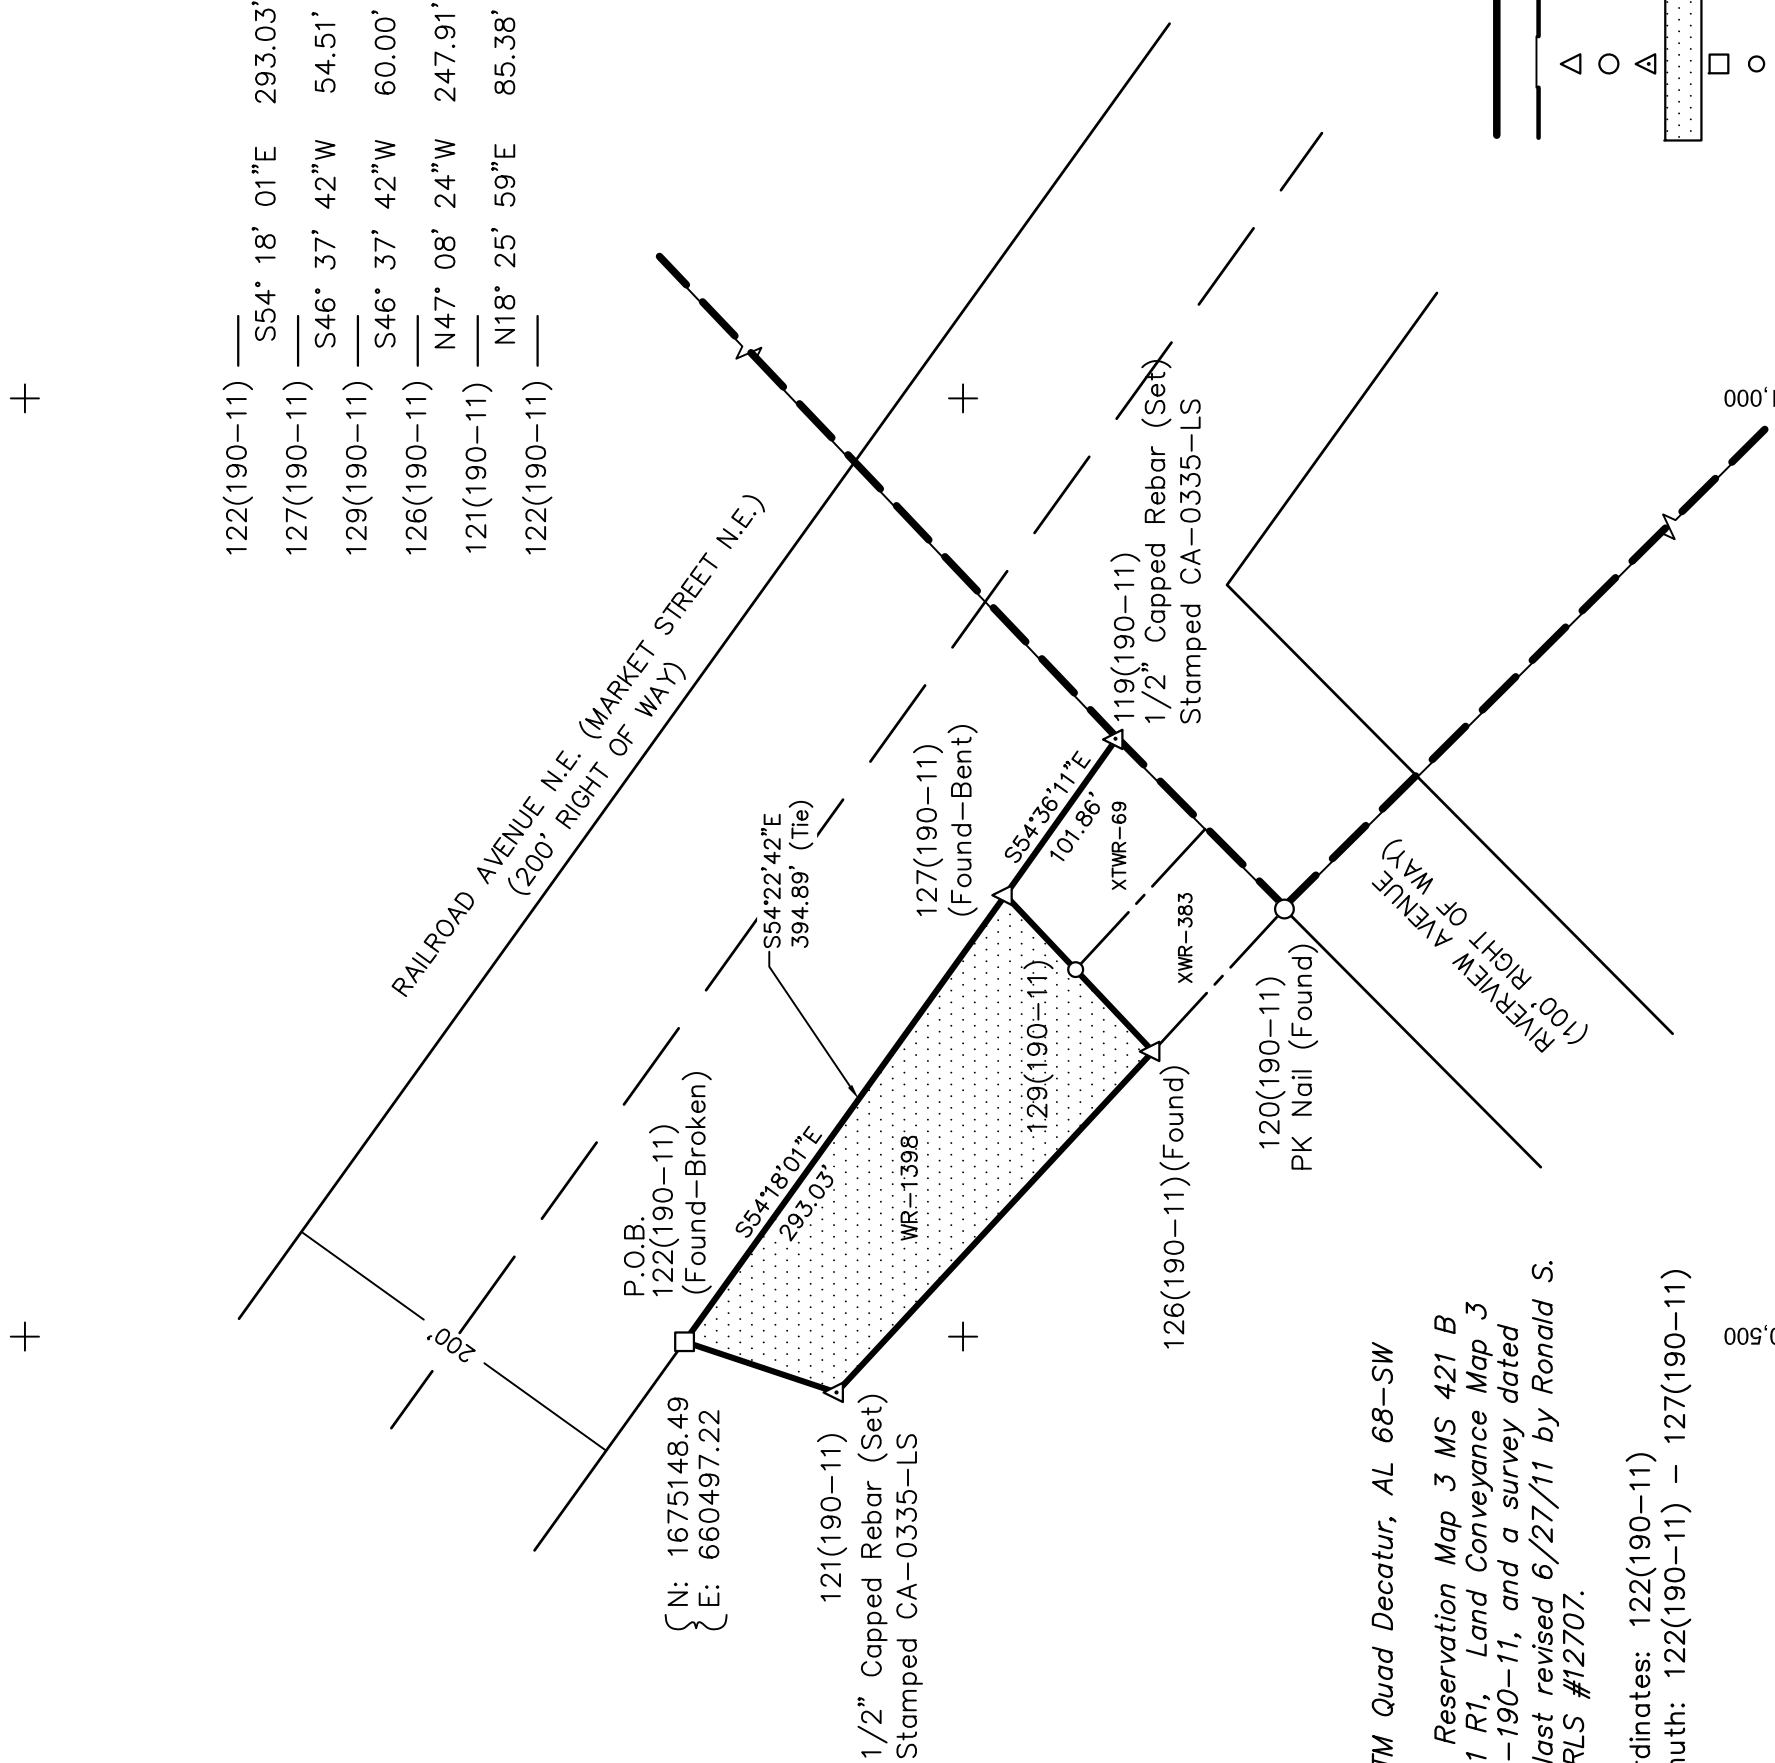 122(190-11)
S54° 18' 01"E 293.03'
127(190-11)
S46° 37' 42"W 54.51'
129(190-11)
S46° 37' 42"W 60.00'
126(190-11)
N47° 08' 24"W 247.91'
121(190-11)
N18° 25' 59"E 85.38'
122(190-11)
RAILROAD AVENUE N.E. (MARKET STREET N.E.)
(200' RIGHT OF WAY)
200'
P.O.B.
122(190-11)
(Found-Broken)
N: 1675148.49
E: 660497.22
S54°22'42"E
394.89' (Tie)
S54°18'01"E
293.03'
WR-1398
127(190-11)
(Found-Bent)
S54°36'11"E
101.86'
XTWR-69
XWR-383
119(190-11)
1/2" Capped Rebar (Set)
Stamped CA-0335-LS
129(190-11)
121(190-11)
1/2" Capped Rebar (Set)
Stamped CA-0335-LS
126(190-11)(Found)
120(190-11)
PK Nail (Found)
RIVERVIEW AVENUE
(100' RIGHT OF WAY)
TM Quad Decatur, AL 68-SW
Reservation Map 3 MS 421 B
1 R1, Land Conveyance Map 3
-190-11, and a survey dated
last revised 6/27/11 by Ronald S.
RLS #12707.
rdinates: 122(190-11)
nuth: 122(190-11) - 127(190-11)